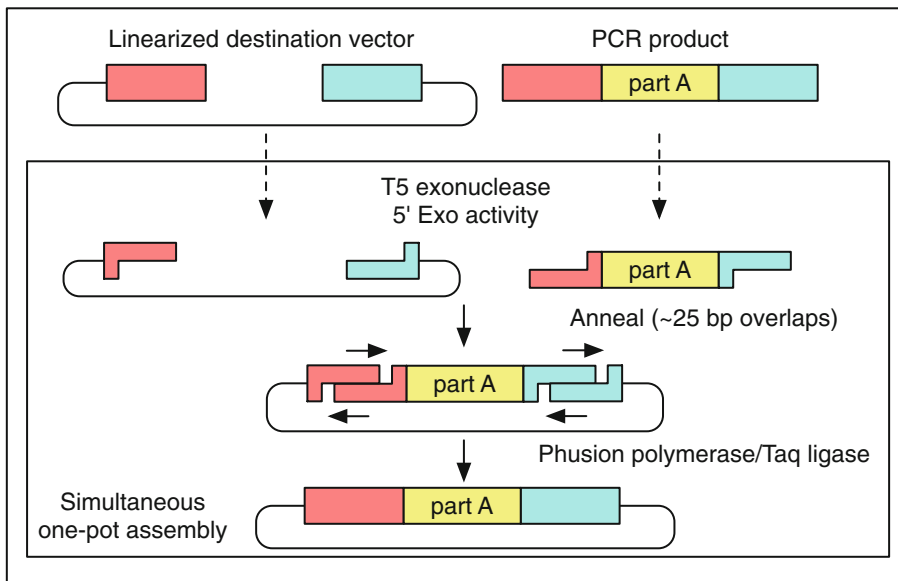 Linearized destination vector
PCR product
part A
T5 exonuclease
5' Exo activity
part A
Anneal (~25 bp overlaps)
part A
Phusion polymerase/Taq ligase
Simultaneous
one-pot assembly
part A